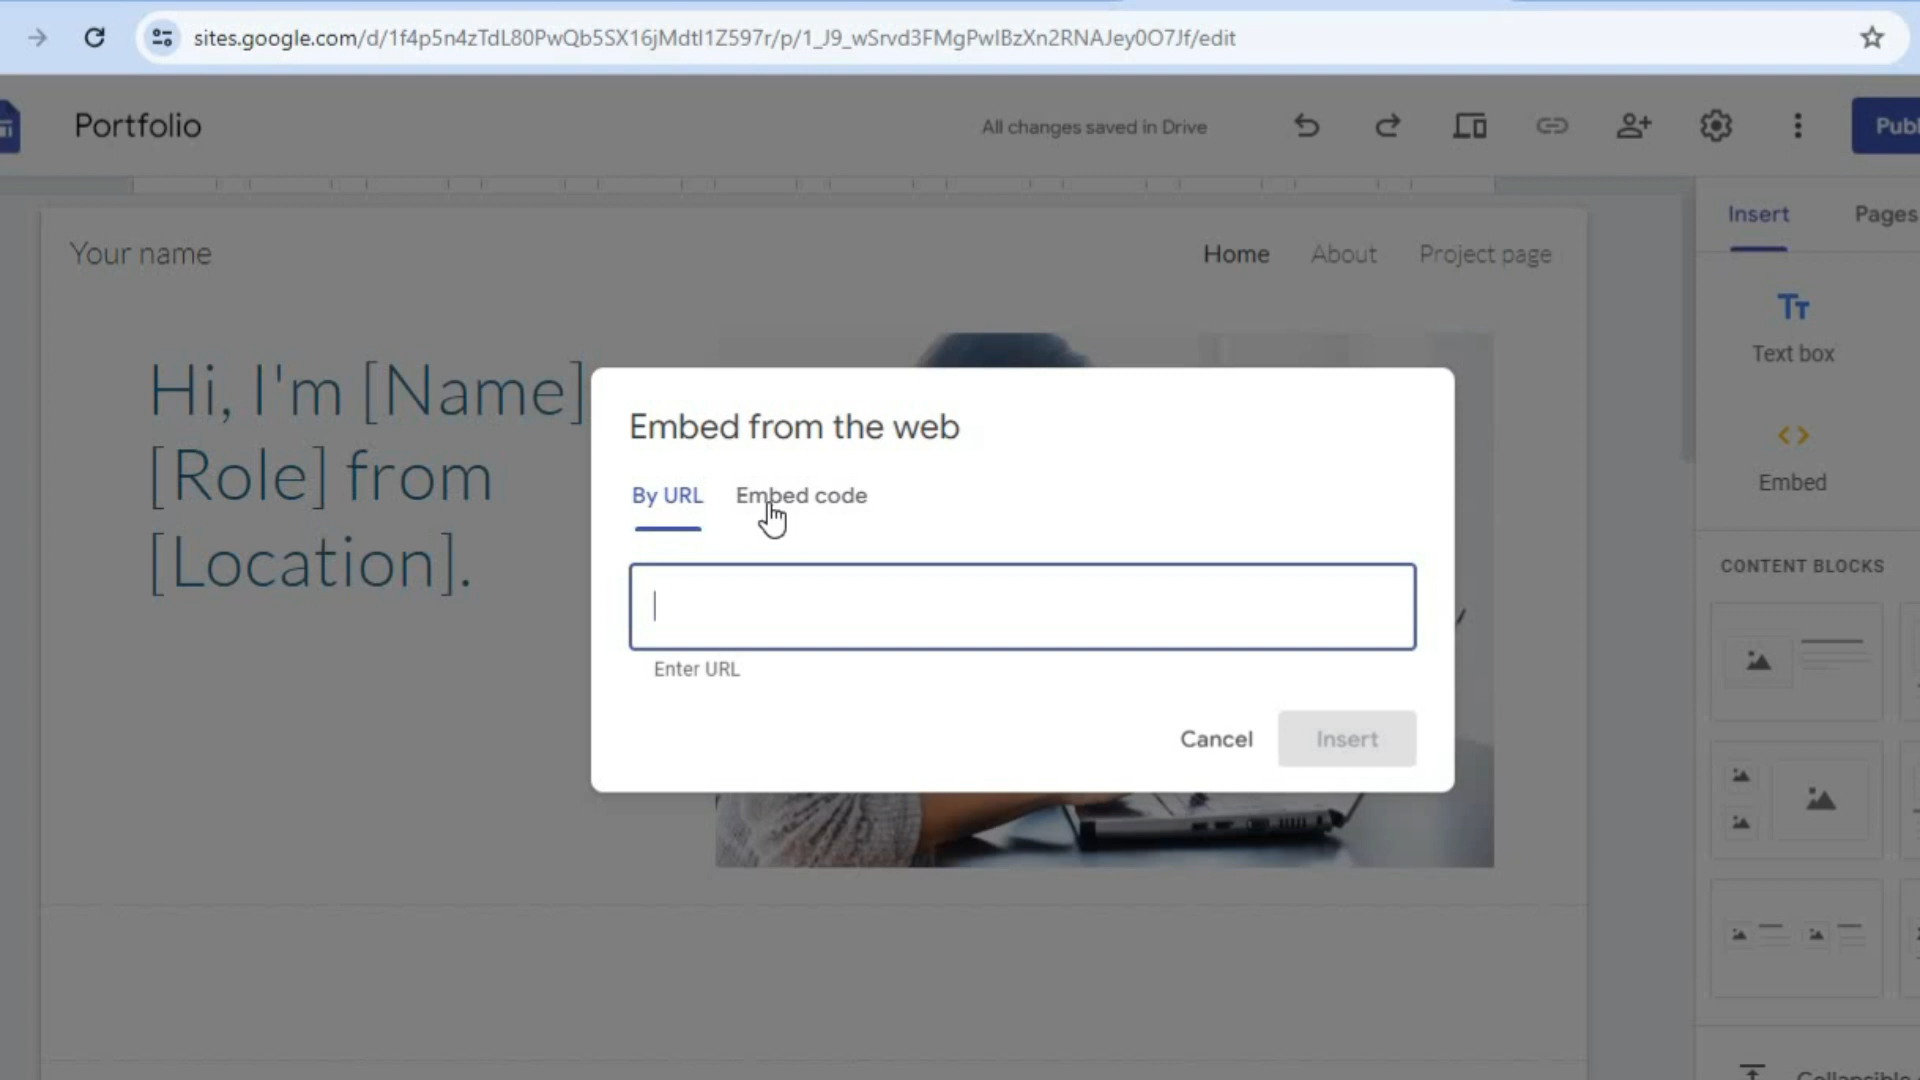 sites.google.com/d/1f4p5n4zTdL80PwQb5SX16jMdtI1Z597r/p/1_J9_wSrvd3FMgPwIBzXn2RNAJey0O7Jf/edit
Portfolio
All changes saved in Drive
Publ
Insert
Pages
Your name
Home
About
Project page
Hi, I'm [Name]
[Role] from
[Location].
Embed from the web
By URL
Embed code
Enter URL
Cancel
Insert
Text box
Embed
CONTENT BLOCKS